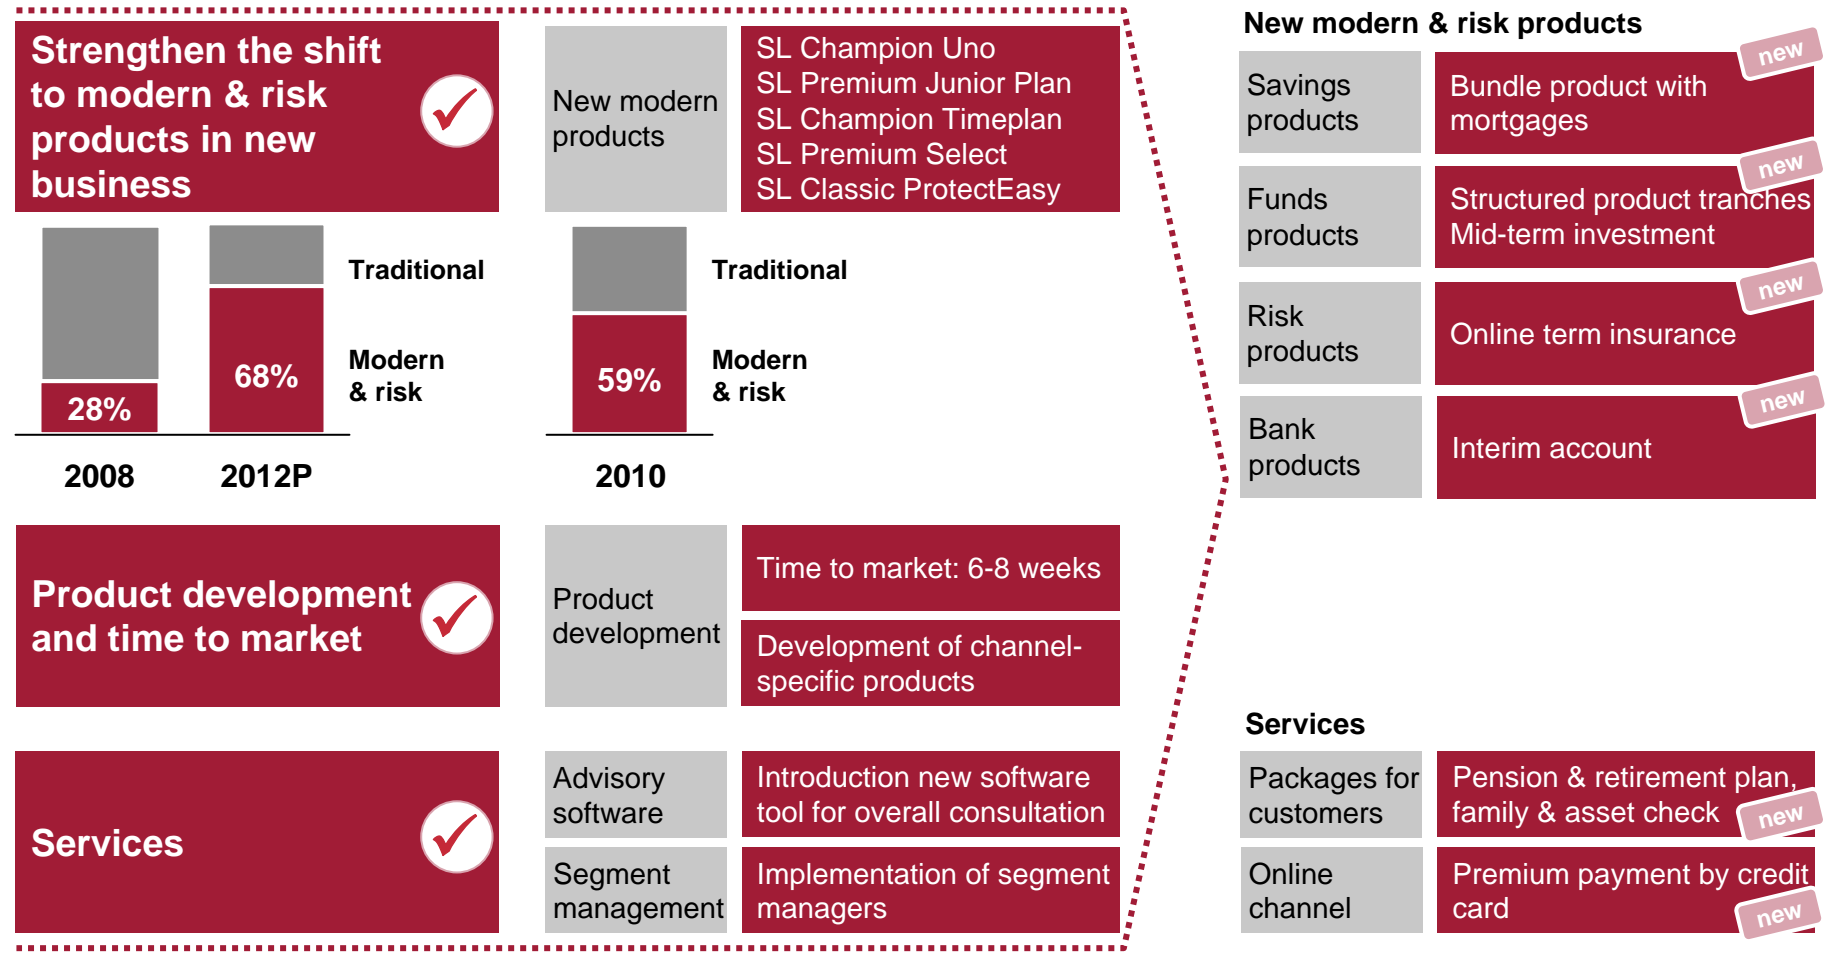 Strengthen the shift
to modern & risk
products in new
business
New modern
products
SL Champion Uno
SL Premium Junior Plan
SL Champion Timeplan
SL Premium Select
SL Classic ProtectEasy
28%
68%
Traditional
Modern
& risk
2008
2012P
59%
Traditional
Modern
& risk
2010
Product development
and time to market
Product
development
Time to market: 6-8 weeks
Development of channel-
specific products
Services
Advisory
software
Introduction new software
tool for overall consultation
Segment
management
Implementation of segment
managers
New modern & risk products
Savings
products
Bundle product with
mortgages
new
Funds
products
Structured product tranches
Mid-term investment
new
Risk
products
Online term insurance
new
Bank
products
Interim account
new
Services
Packages for
customers
Pension & retirement plan,
family & asset check
new
Online
channel
Premium payment by credit
card
new